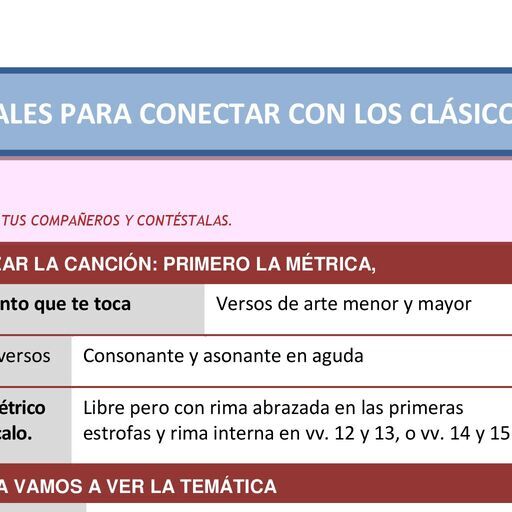 ALES PARA CONECTAR CON LOS CLÁSICO
TUS COMPAÑEROS Y CONTÉSTALAS.
ZAR LA CANCIÓN: PRIMERO LA MÉTRICA,
nto que te toca
Versos de arte menor y mayor
versos
Consonante y asonante en aguda
étrico
calo.
Libre pero con rima abrazada en las primeras
estrofas y rima interna en vv. 12 y 13, o vv. 14 y 15
A VAMOS A VER LA TEMÁTICA